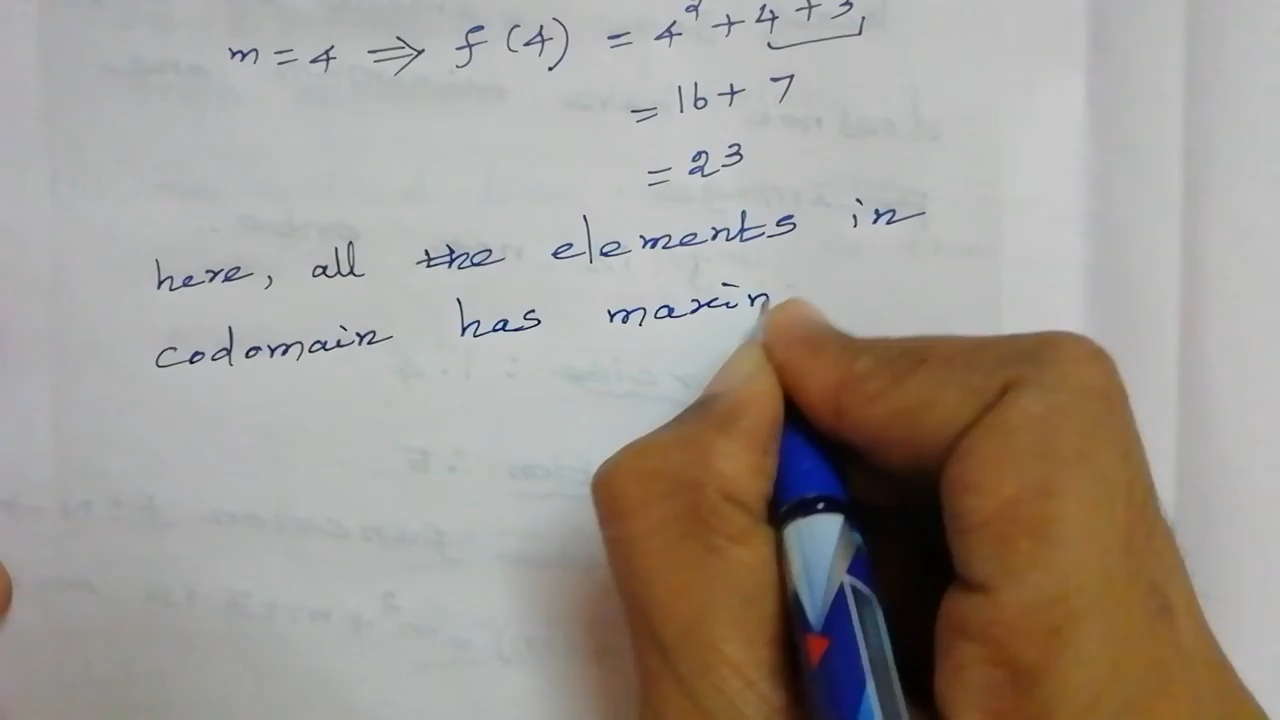 m = 4 ⇒ f (4) = 4² + 4 + 3
= 16 + 7
= 23
here, all the elements in
codomain has maxim